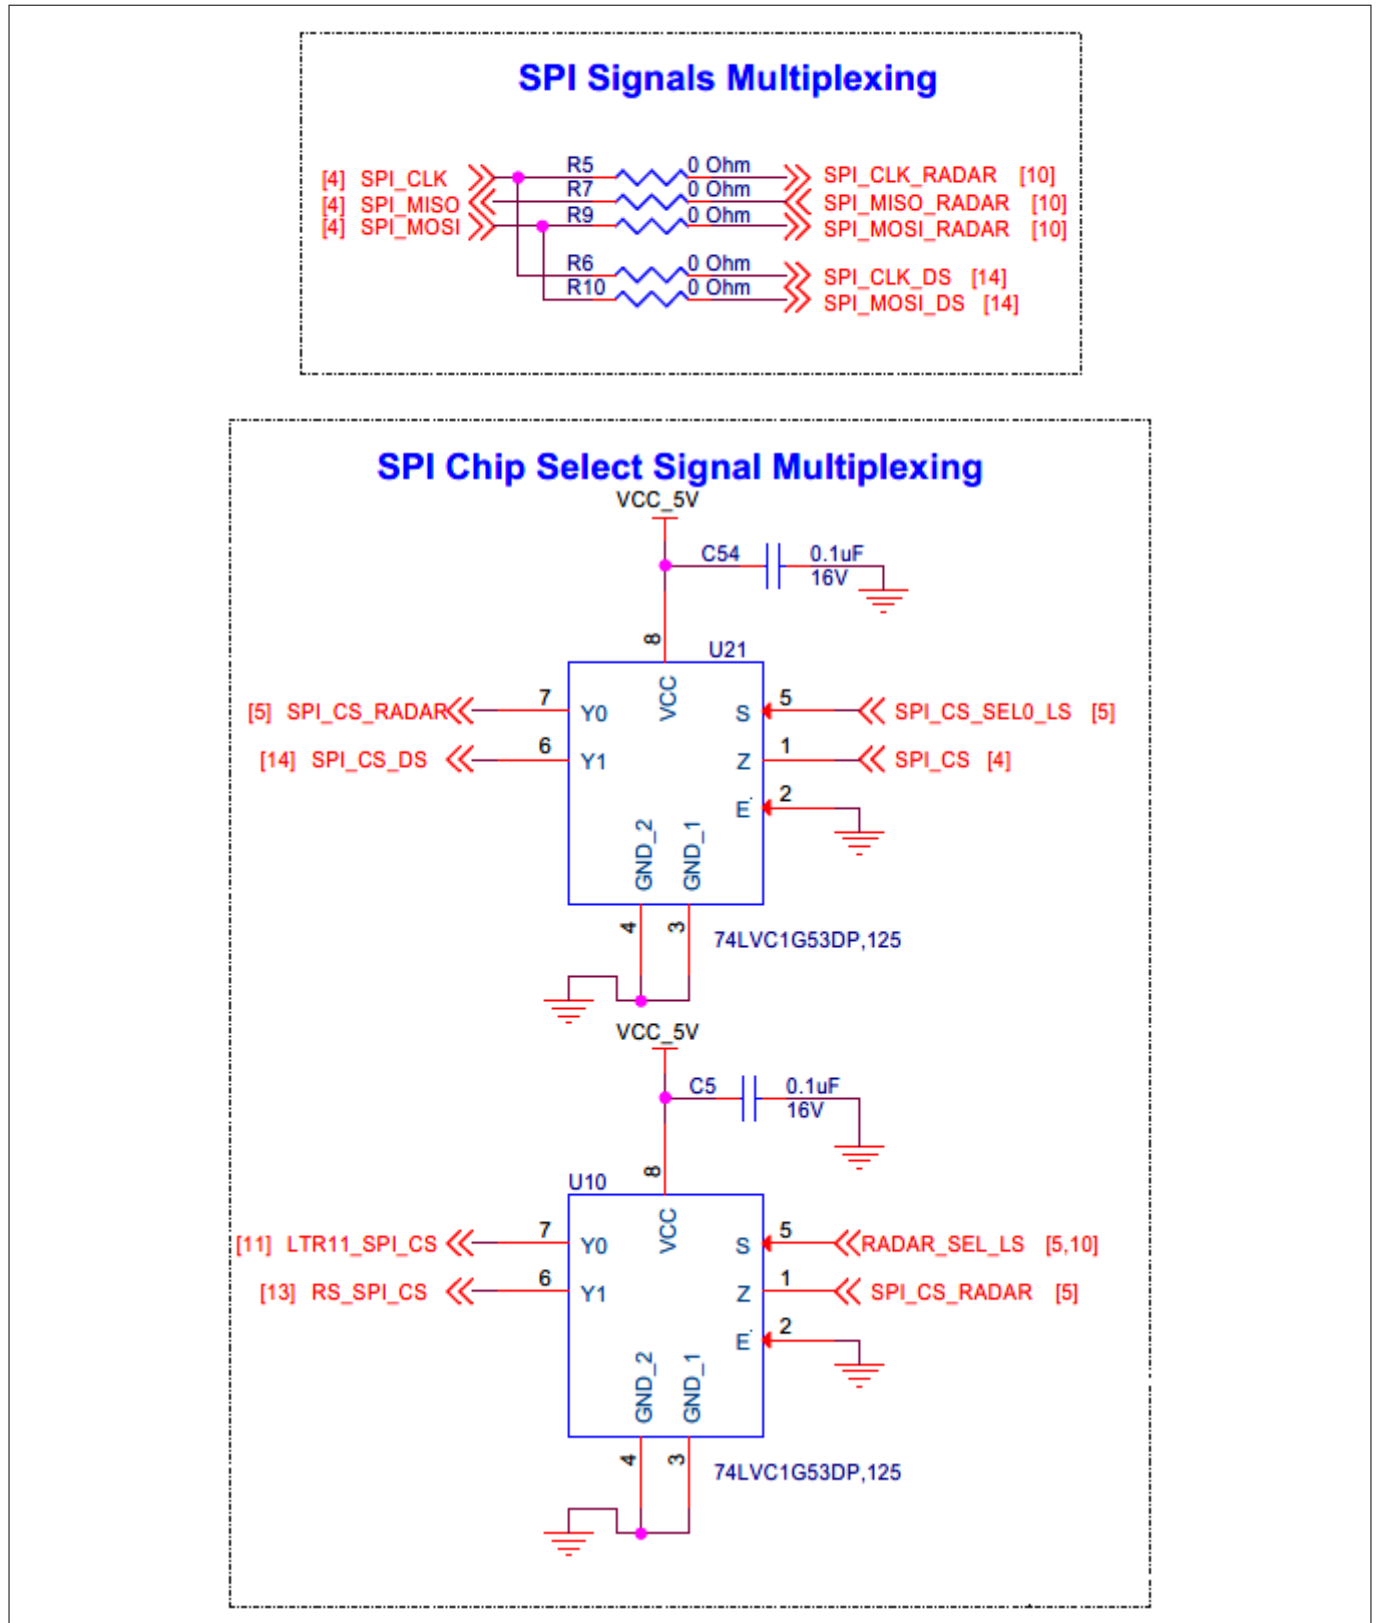 SPI Signals Multiplexing
[4] SPI_CLK R5 0 Ohm SPI_CLK_RADAR [10]
[4] SPI_MISO R7 0 Ohm SPI_MISO_RADAR [10]
[4] SPI_MOSI R9 0 Ohm SPI_MOSI_RADAR [10]
R6 0 Ohm SPI_CLK_DS [14]
R10 0 Ohm SPI_MOSI_DS [14]
SPI Chip Select Signal Multiplexing
VCC_5V
C54 0.1uF
16V
8
U21
[5] SPI_CS_RADAR 7 Y0 VCC S 5 SPI_CS_SEL0_LS [5]
[14] SPI_CS_DS 6 Y1 Z 1 SPI_CS [4]
E 2
GND_2 GND_1
4 3
74LVC1G53DP,125
VCC_5V
C5 0.1uF
16V
8
U10
[11] LTR11_SPI_CS 7 Y0 VCC S 5 RADAR_SEL_LS [5,10]
[13] RS_SPI_CS 6 Y1 Z 1 SPI_CS_RADAR [5]
E 2
GND_2 GND_1
4 3
74LVC1G53DP,125